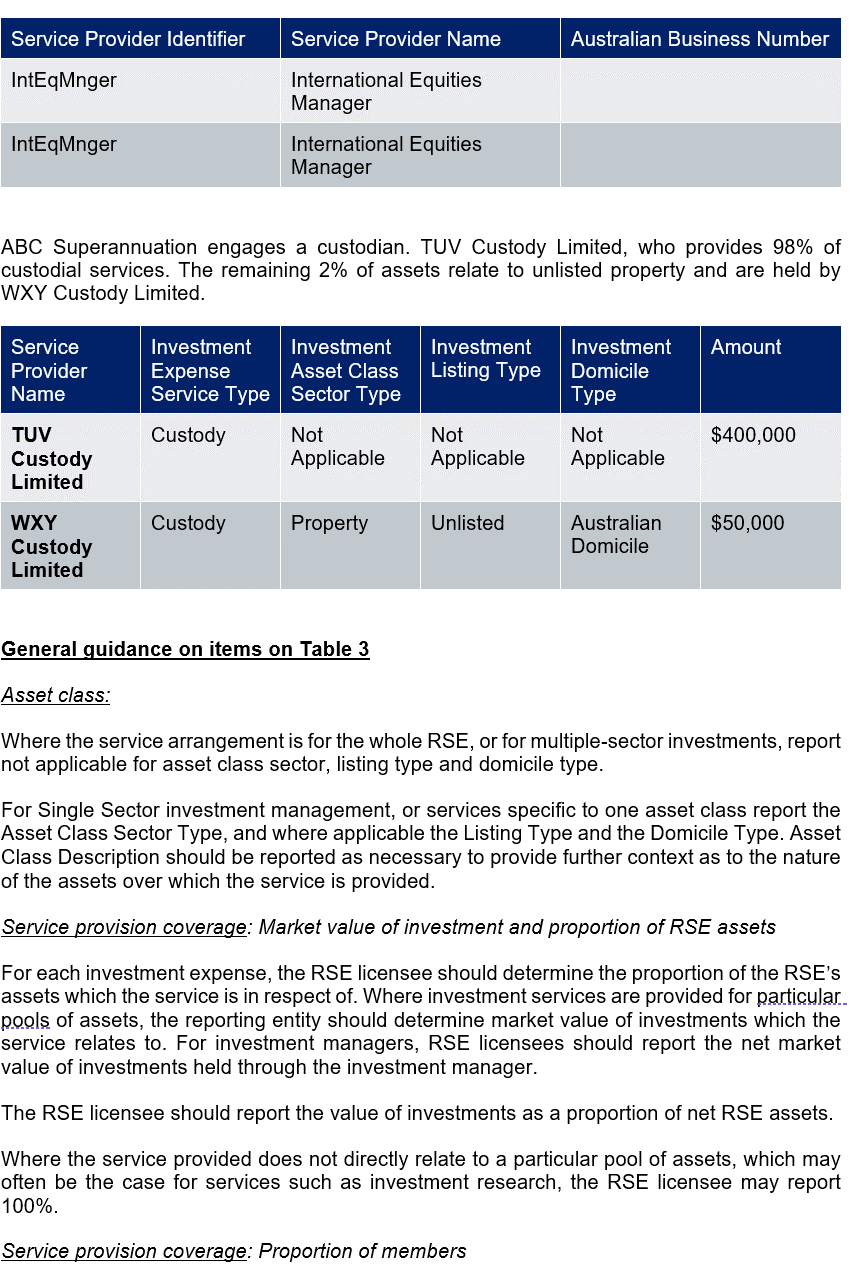 Service Provider Identifier Service Provider Name Australian Business Number
IntEqMnger International Equities
Manager
IntEqMnger International Equities
Manager
ABC Superannuation engages a custodian. TUV Custody Limited, who provides 98% of
custodial services. The remaining 2% of assets relate to unlisted property and are held by
WXY Custody Limited.
Service Investment Investment Investment Investment Amount
Provider Expense Asset Class Listing Type Domicile
Name Service Type Sector Type Type
TUV Custody Not Not Not $400,000
Custody Applicable Applicable Applicable
Limited
WXY Custody Property Unlisted Australian $50,000
Custody Domicile
Limited
General guidance on items on Table 3
Asset class:
Where the service arrangement is for the whole RSE, or for multiple-sector investments, report
not applicable for asset class sector, listing type and domicile type.
For Single Sector investment management, or services specific to one asset class report the
Asset Class Sector Type, and where applicable the Listing Type and the Domicile Type. Asset
Class Description should be reported as necessary to provide further context as to the nature
of the assets over which the service is provided.
Service provision coverage: Market value of investment and proportion of RSE assets
For each investment expense, the RSE licensee should determine the proportion of the RSE's
assets which the service is in respect of. Where investment services are provided for particular
pools of assets, the reporting entity should determine market value of investments which the
service relates to. For investment managers, RSE licensees should report the net market
value of investments held through the investment manager.
The RSE licensee should report the value of investments as a proportion of net RSE assets.
Where the service provided does not directly relate to a particular pool of assets, which may
often be the case for services such as investment research, the RSE licensee may report
100%.
Service provision coverage: Proportion of members